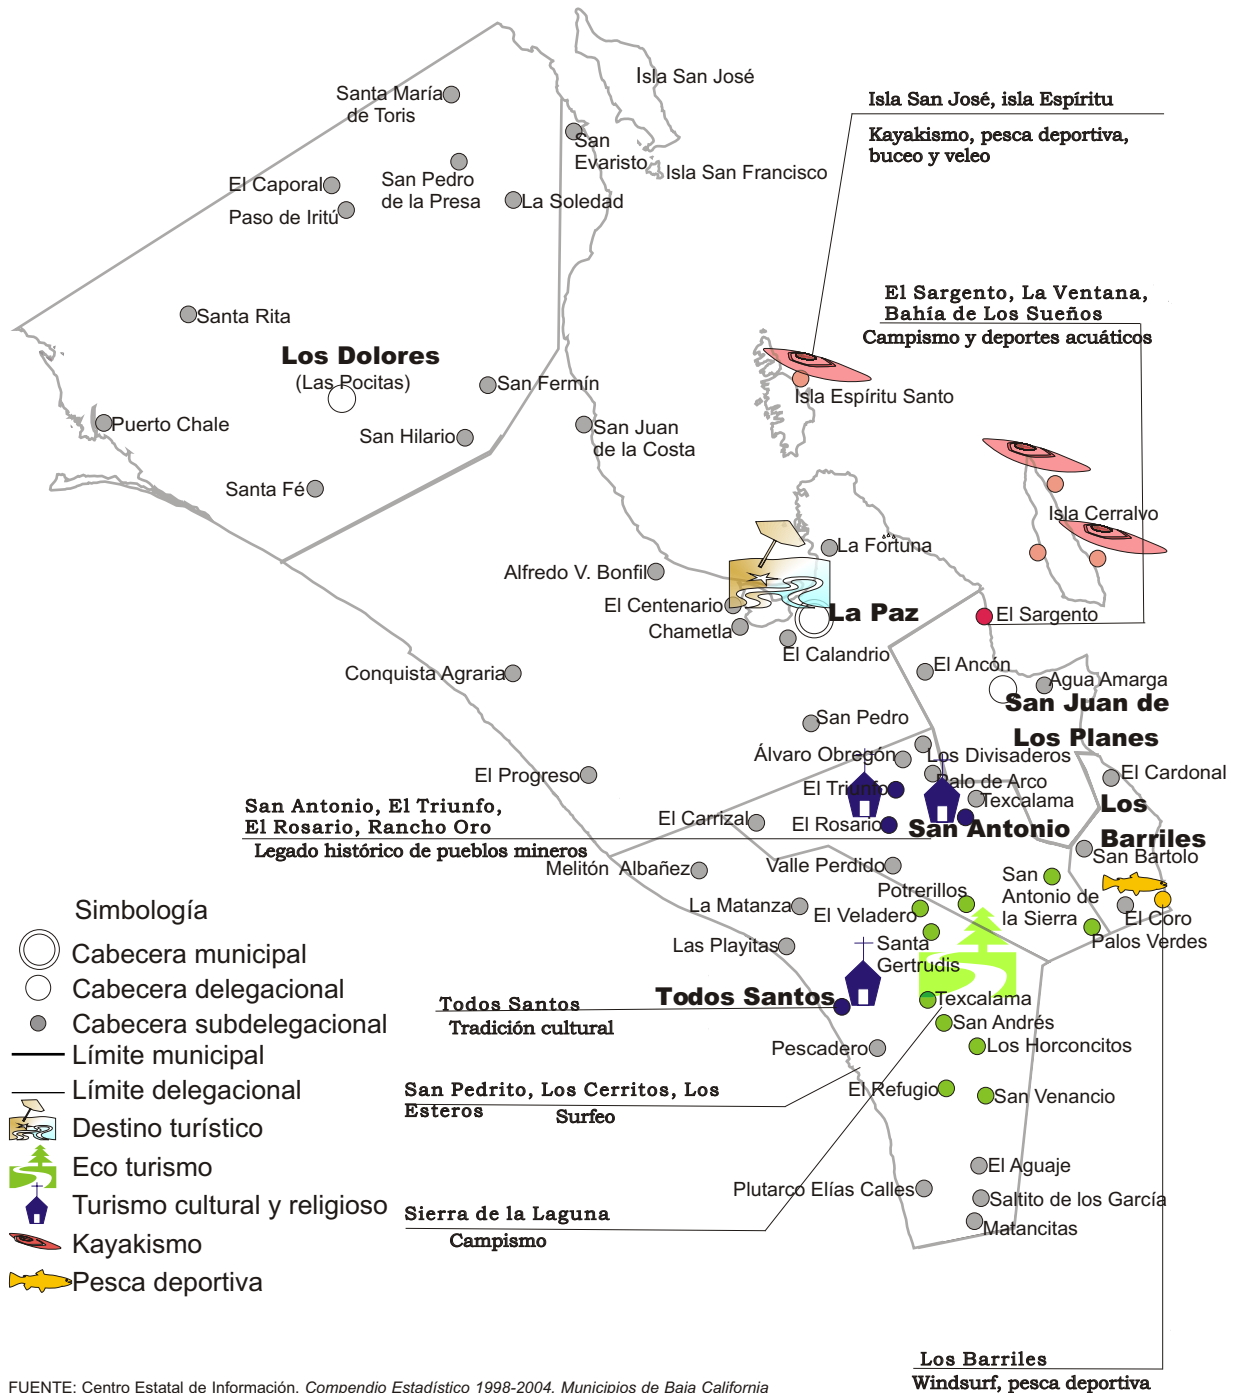 Isla San José
Santa María
de Toris
San
Evaristo
Isla San Francisco
San Pedro
de la Presa
El Caporal
Paso de Iritú
La Soledad
Isla San José, isla Espíritu
Kayakismo, pesca deportiva,
buceo y veleo
El Sargento, La Ventana,
Bahía de Los Sueños
Campismo y deportes acuáticos
Santa Rita
Los Dolores
(Las Pocitas)
San Fermín
Isla Espíritu Santo
Puerto Chale
San Hilario
San Juan
de la Costa
Santa Fé
Isla Cerralvo
La Fortuna
Alfredo V. Bonfil
El Centenario
La Paz
Chametla
El Calandrio
El Sargento
El Ancón
Conquista Agraria
Agua Amarga
San Juan de
Los Planes
San Pedro
Álvaro Obregón
Los Divisaderos
El Progreso
Palo de Arco
El Cardonal
El Triunfo
Texcalama
Los
Barriles
San Antonio, El Triunfo,
El Rosario, Rancho Oro
Legado histórico de pueblos mineros
El Carrizal
El Rosario
San Antonio
San Bartolo
Melitón Albañez
Valle Perdido
San
Antonio de
la Sierra
Potrerillos
La Matanza
El Veladero
El Coro
Palos Verdes
Las Playitas
Santa
Gertrudis
Todos Santos
Todos Santos
Tradición cultural
Texcalama
San Andrés
Pescadero
Los Horconcitos
San Pedrito, Los Cerritos, Los
Esteros
Surfeo
El Refugio
San Venancio
El Aguaje
Plutarco Elías Calles
Saltito de los García
Matancitas
Sierra de la Laguna
Campismo
Simbología
Cabecera municipal
Cabecera delegacional
Cabecera subdelegacional
Límite municipal
Límite delegacional
Destino turístico
Eco turismo
Turismo cultural y religioso
Kayakismo
Pesca deportiva
Los Barriles
Windsurf, pesca deportiva
FUENTE: Centro Estatal de Información. Compendio Estadístico 1998-2004. Municipios de Baja California